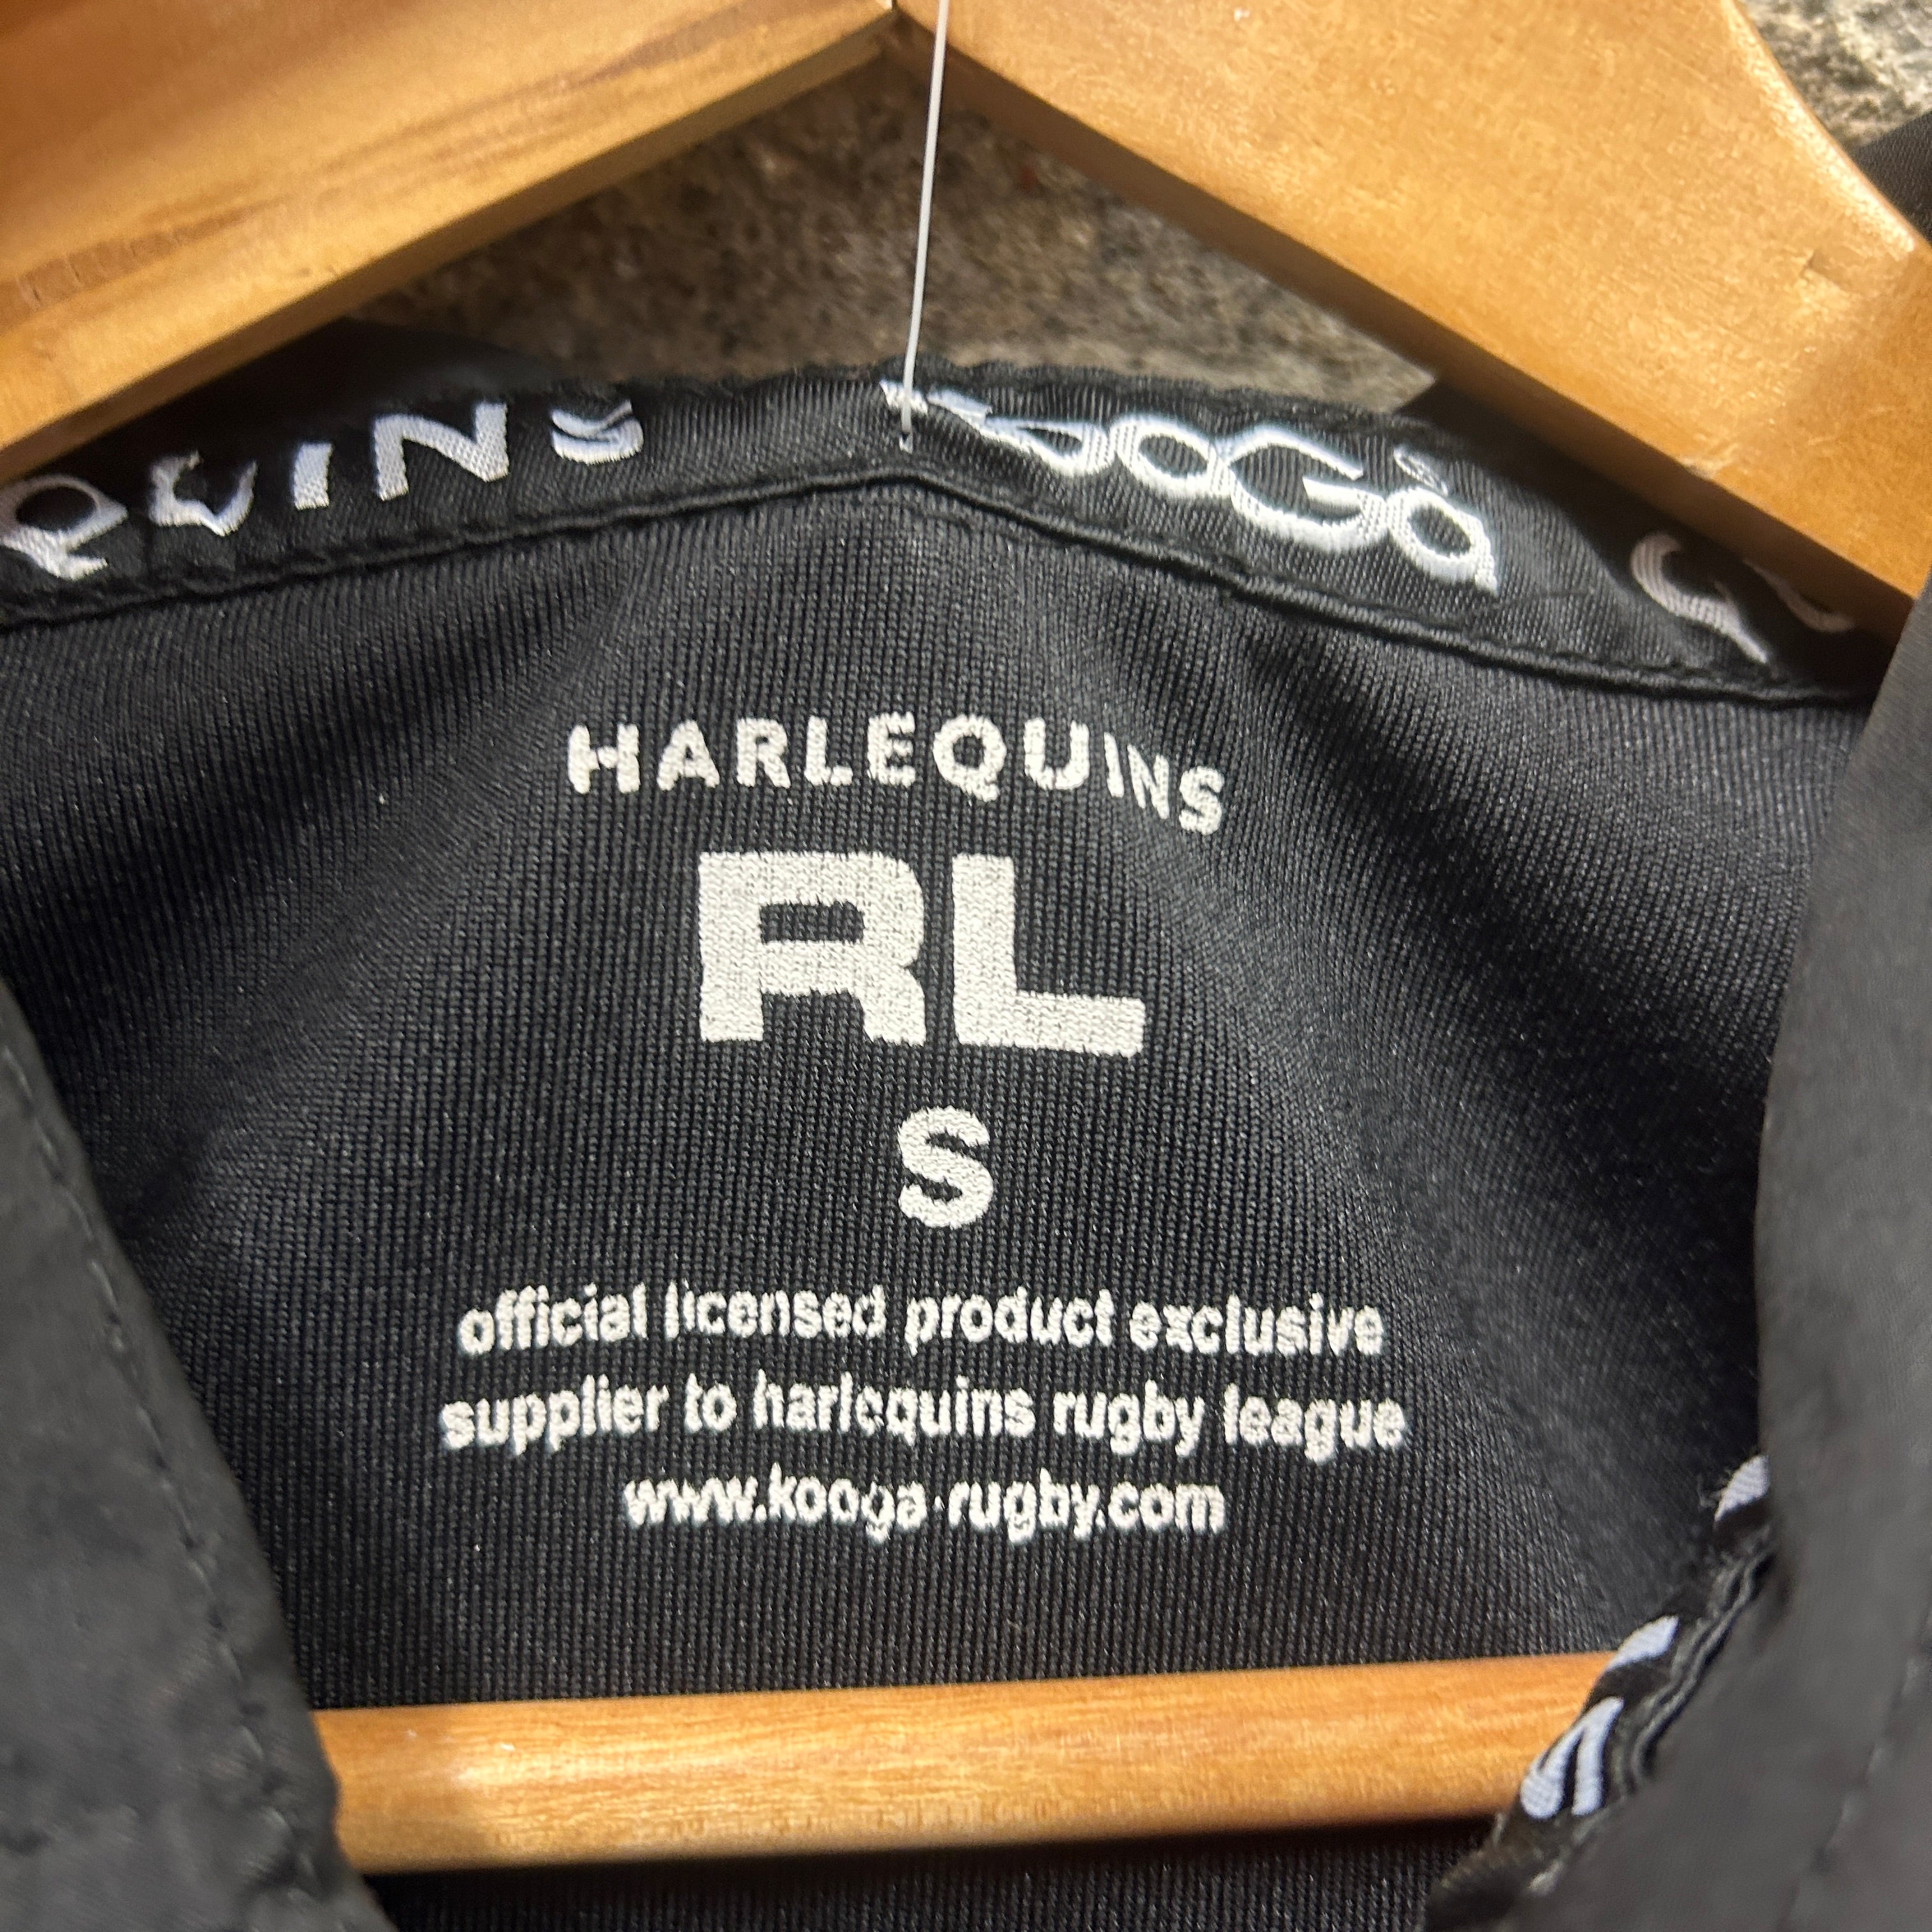 QUINS KooGa
HARLEQUINS
RL
S
official licensed product exclusive
supplier to harlequins rugby league
www.kooga-rugby.com